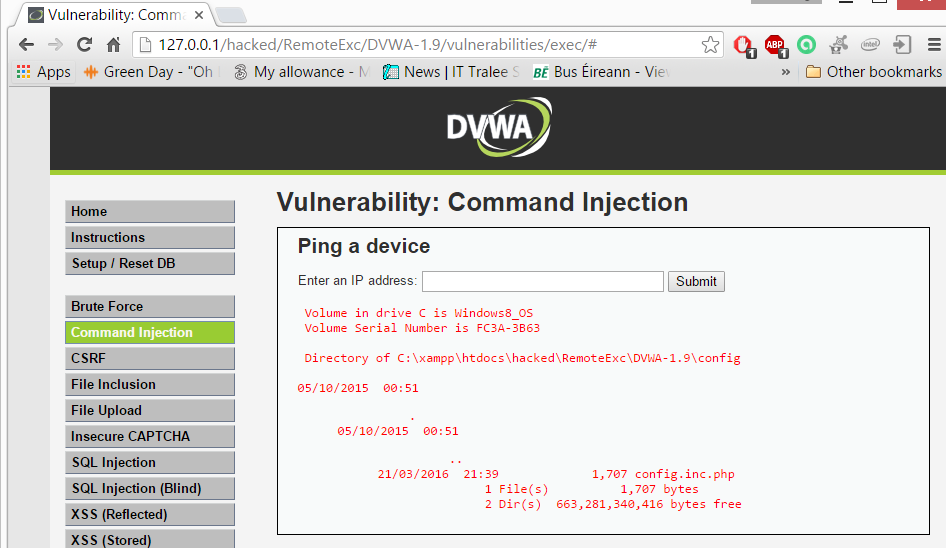 Vulnerability: Comma
127.0.0.1/hacked/RemoteExc/DVWA-1.9/vulnerabilities/exec/#
1
ABP
1
intel
Apps
Green Day - "Oh
My allowance - M
News | IT Tralee S
BÉ Bus Éireann - View
»
Other bookmarks
DVWA
Home
Instructions
Setup / Reset DB
Brute Force
Command Injection
CSRF
File Inclusion
File Upload
Insecure CAPTCHA
SQL Injection
SQL Injection (Blind)
XSS (Reflected)
XSS (Stored)
Vulnerability: Command Injection
Ping a device
Enter an IP address:
Submit
Volume in drive C is Windows8_OS
Volume Serial Number is FC3A-3B63
Directory of C:\xampp\htdocs\hacked\RemoteExc\DVWA-1.9\config
05/10/2015  00:51
.
05/10/2015  00:51
..
21/03/2016  21:39             1,707 config.inc.php
1 File(s)          1,707 bytes
2 Dir(s)  663,281,340,416 bytes free